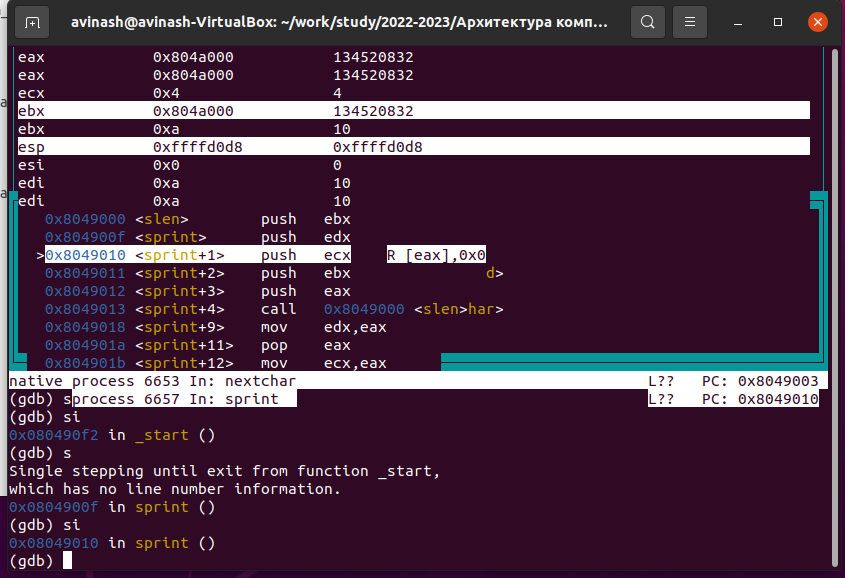 avinash@avinash-VirtualBox: ~/work/study/2022-2023/Архитектура комп...
eax 0x804a000 134520832
eax 0x804a000 134520832
ecx 0x4 4
ebx 0x804a000 134520832
ebx 0xa 10
esp 0xffffd0d8 0xffffd0d8
esi 0x0 0
edi 0xa 10
edi 0xa 10
0x8049000 <slen> push ebx
0x804900f <sprint> push edx
>0x8049010 <sprint+1> push ecx R [eax],0x0
0x8049011 <sprint+2> push ebx d>
0x8049012 <sprint+3> push eax
0x8049013 <sprint+4> call 0x8049000 <slen>har>
0x8049018 <sprint+9> mov edx,eax
0x804901a <sprint+11> pop eax
0x804901b <sprint+12> mov ecx,eax
native process 6653 In: nextchar L?? PC: 0x8049003
(gdb) sprocess 6657 In: sprint L?? PC: 0x8049010
(gdb) si
0x080490f2 in _start ()
(gdb) s
Single stepping until exit from function _start,
which has no line number information.
0x0804900f in sprint ()
(gdb) si
0x08049010 in sprint ()
(gdb)